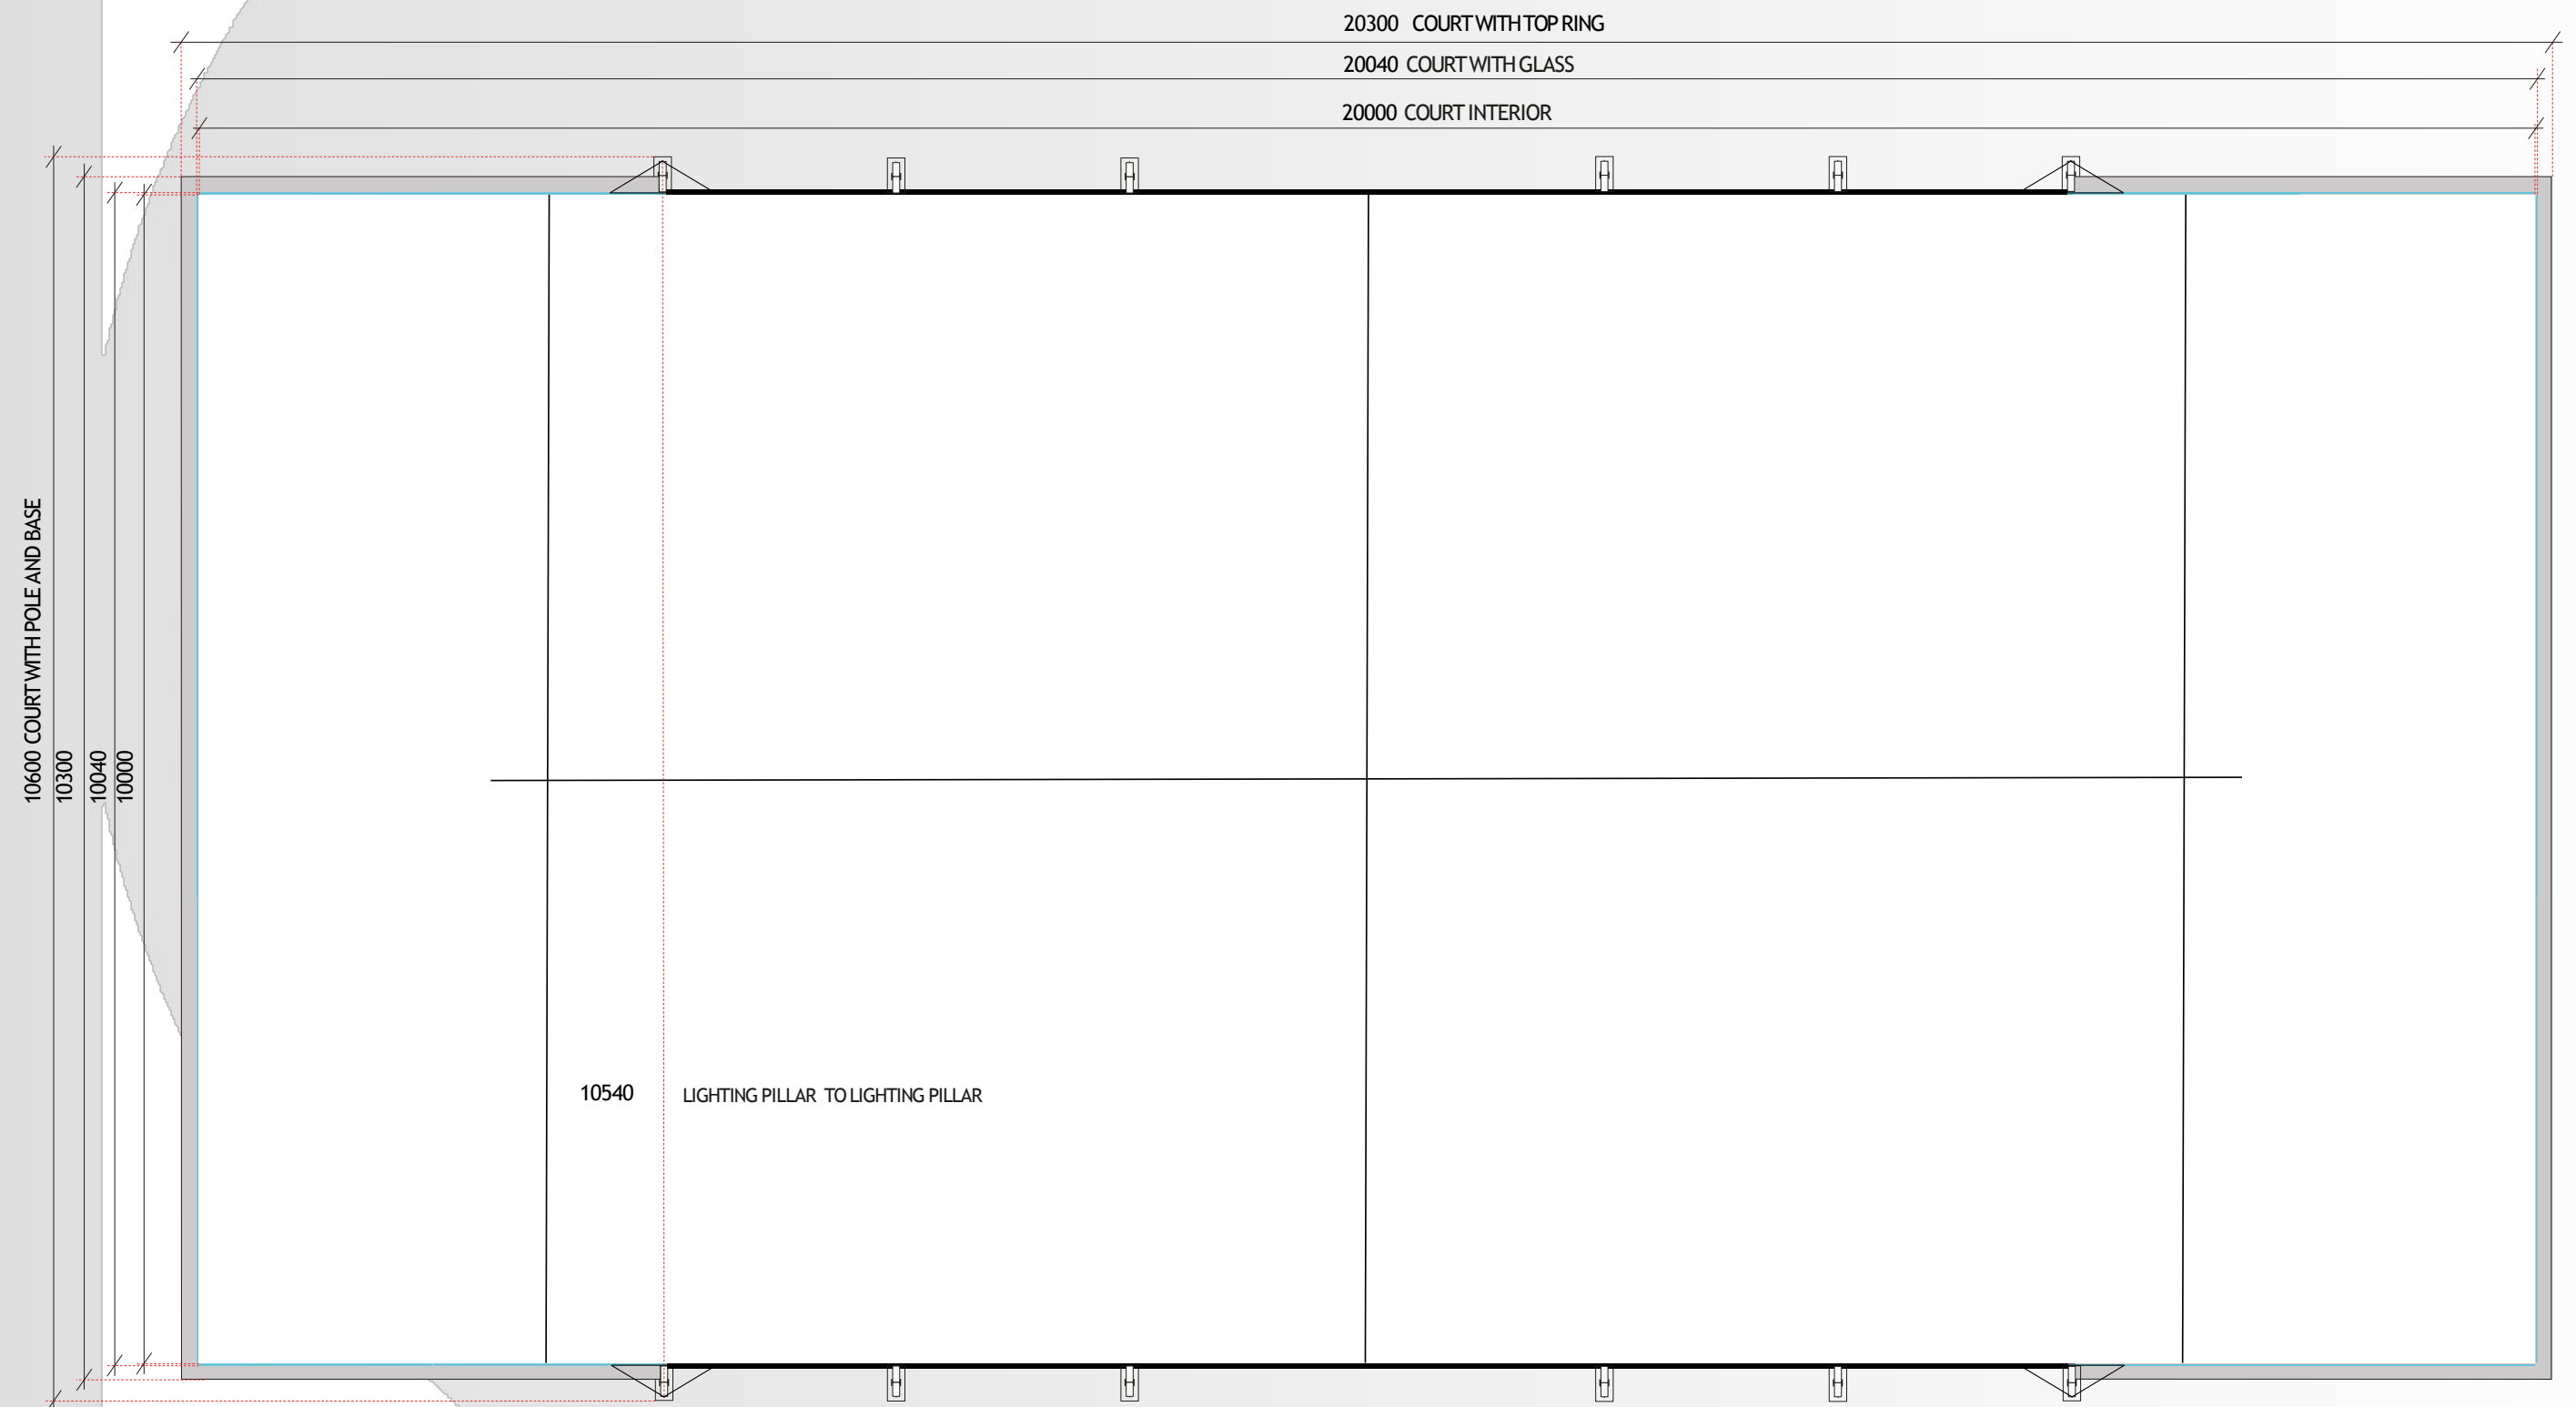 20300 COURT WITH TOP RING
20040 COURT WITH GLASS
20000 COURT INTERIOR
10600 COURT WITH POLE AND BASE
10300
10040
10000
10540 LIGHTING PILLAR TO LIGHTING PILLAR